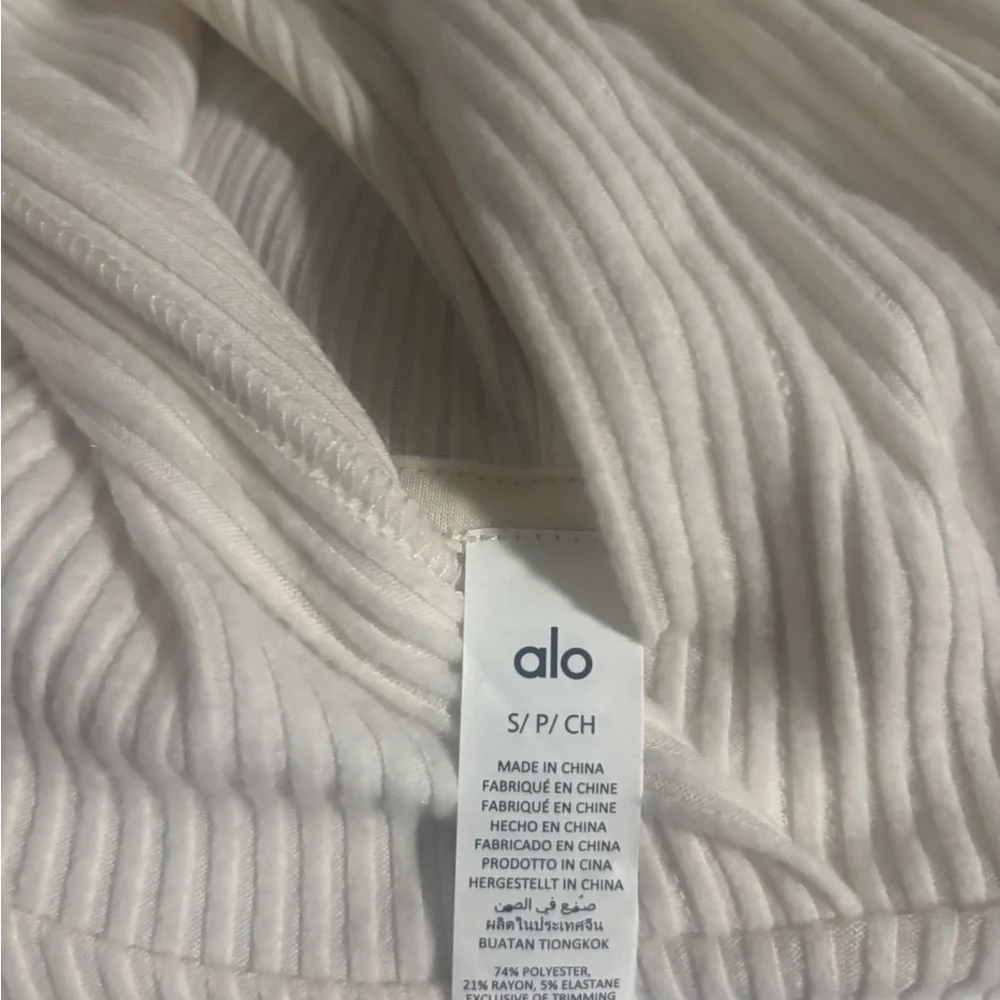 alo
S/ P/ CH
MADE IN CHINA
FABRIQUÉ EN CHINE
FABRIQUÉ EN CHINE
HECHO EN CHINA
FABRICADO EN CHINA
PRODOTTO IN CINA
HERGESTELLT IN CHINA
صُنع في الصين
ผลิตในประเทศจีน
BUATAN TIONGKOK
74% POLYESTER,
21% RAYON, 5% ELASTANE
EXCLUSIVE OF TRIMMING